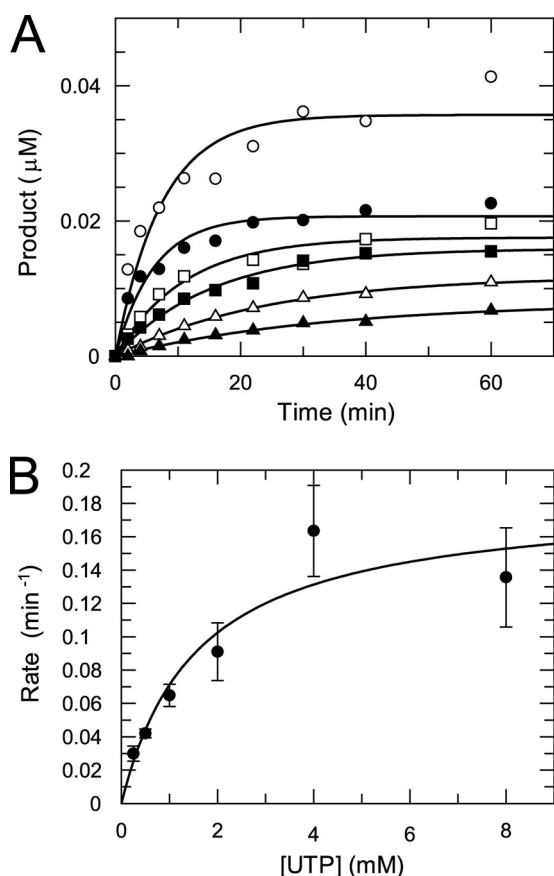 A
0.04
0.02
0
Product (μM)
0 20 40 60
Time (min)
B
0.2
0.18
0.16
0.14
0.12
0.1
0.08
0.06
0.04
0.02
0
Rate (min⁻¹)
0 2 4 6 8
[UTP] (mM)